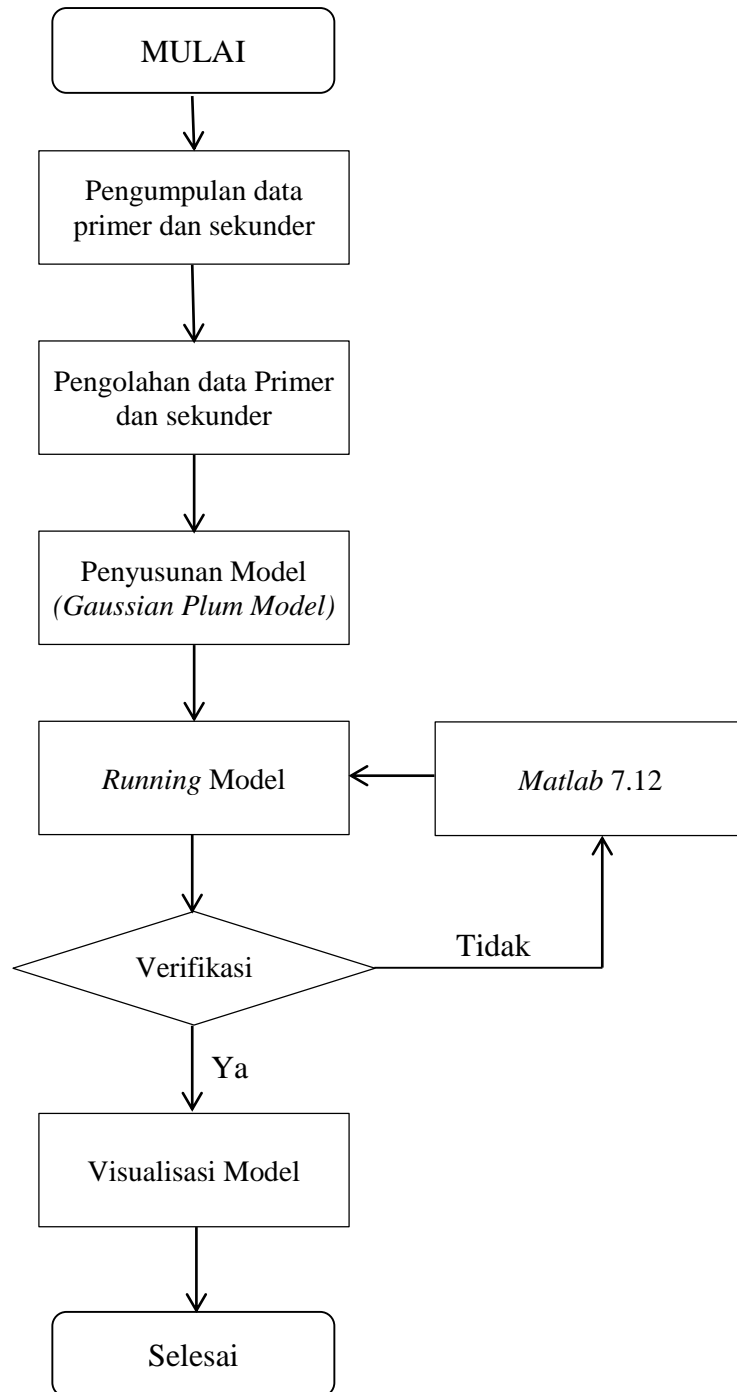 MULAI
Pengumpulan data
primer dan sekunder
Pengolahan data Primer
dan sekunder
Penyusunan Model
(Gaussian Plum Model)
Running Model
Matlab 7.12
Verifikasi
Tidak
Ya
Visualisasi Model
Selesai